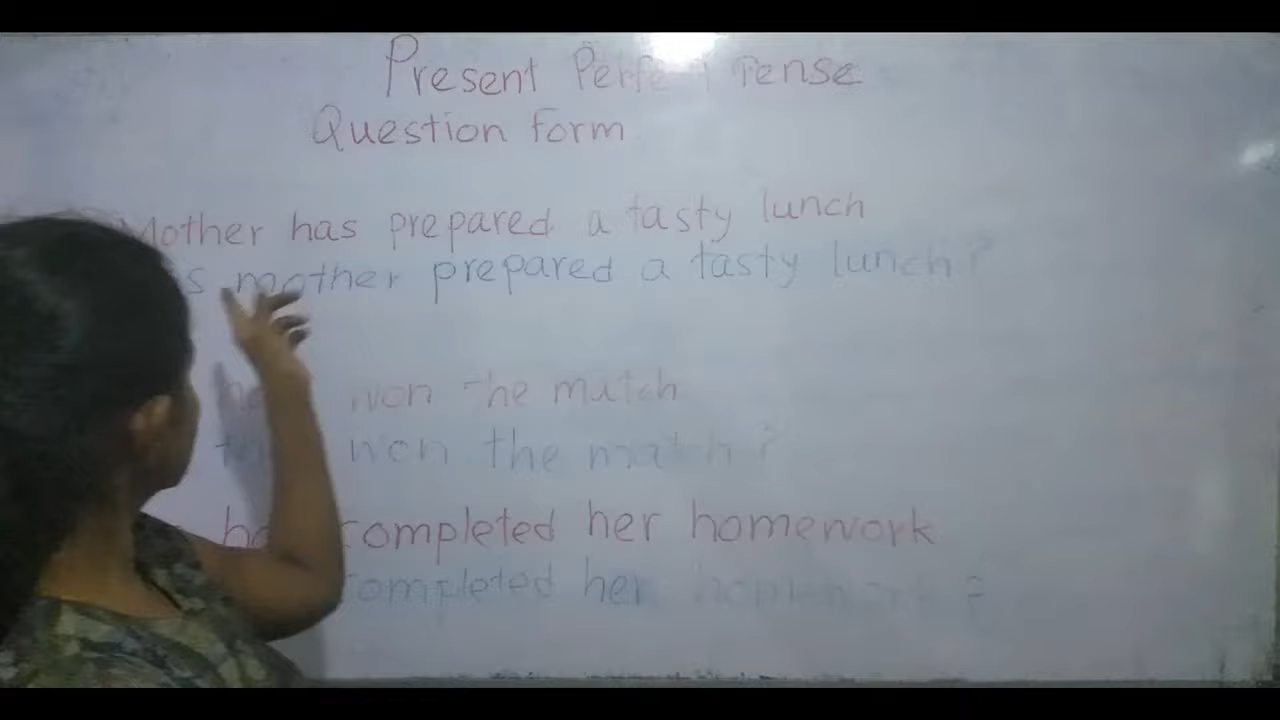 Present Perfect Tense
Question form
Mother has prepared a tasty lunch
mother prepared a tasty lunch?
won the match
won the match?
completed her homework
completed her ?